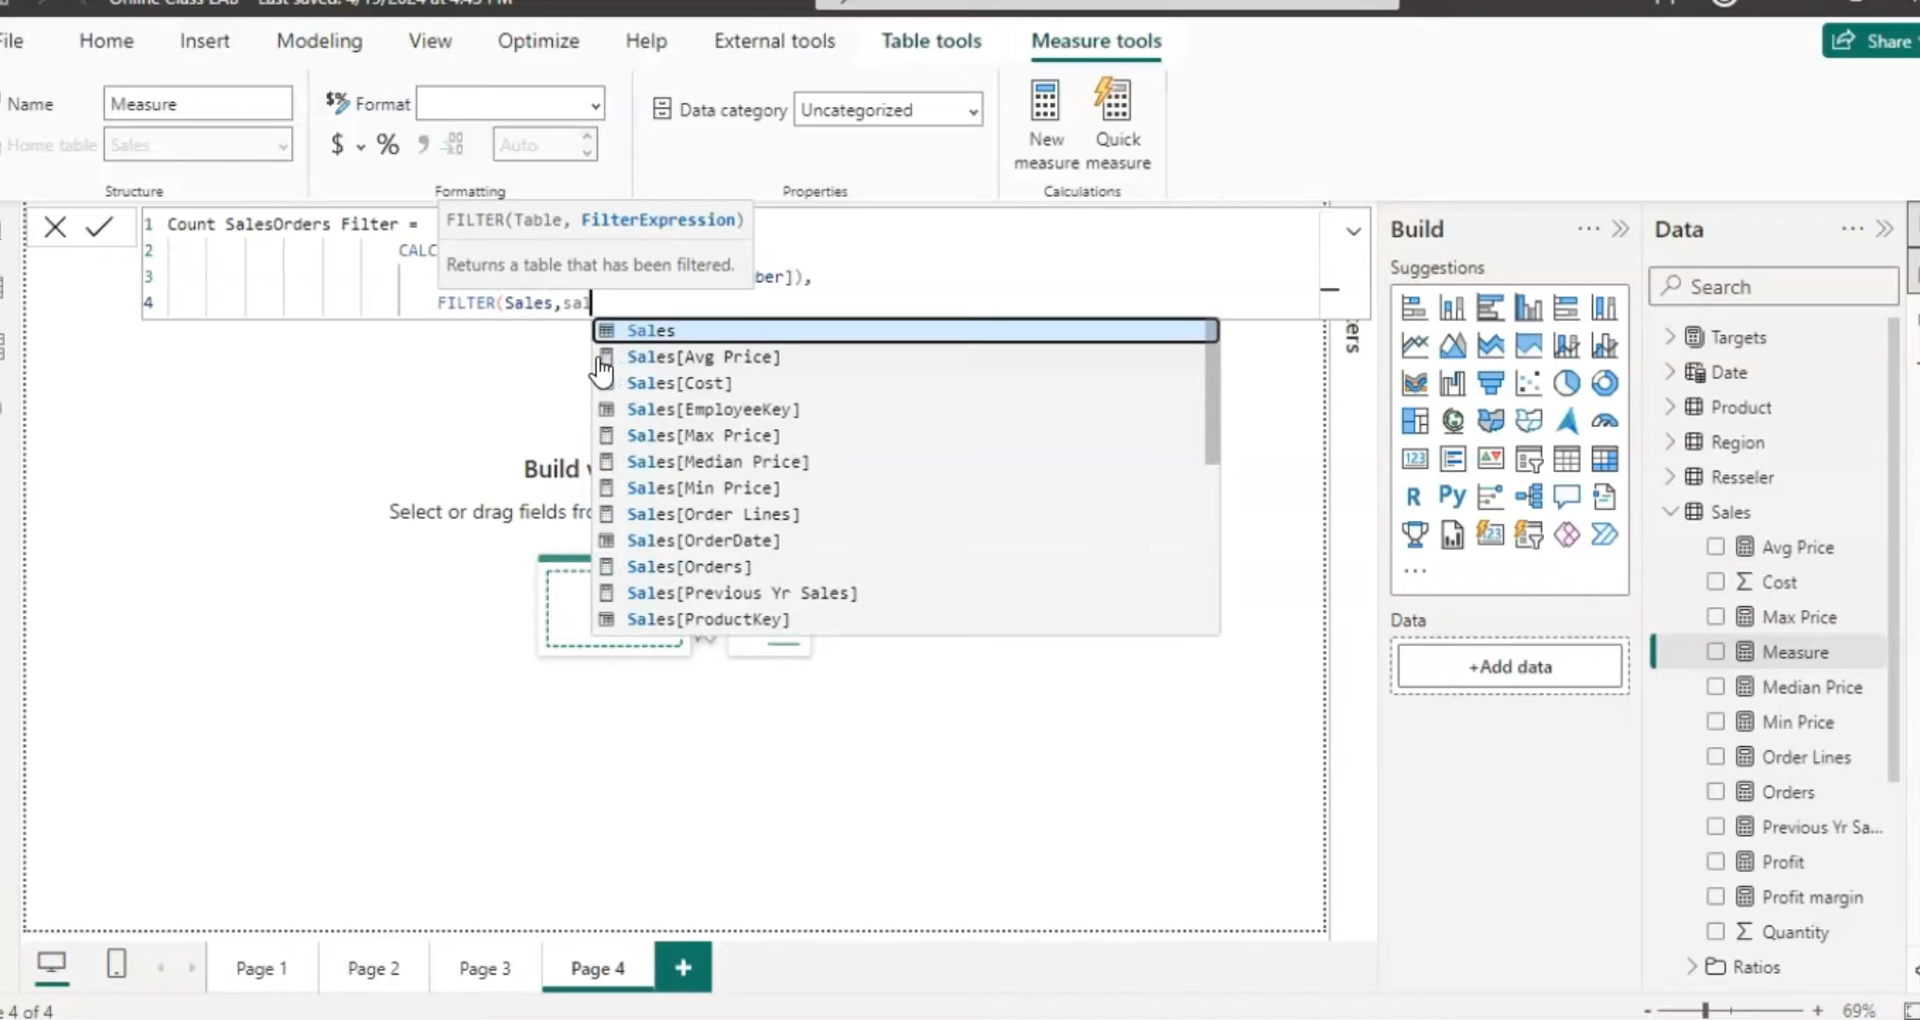 File Home Insert Modeling View Optimize Help External tools Table tools Measure tools Share
Name Measure Format Data category Uncategorized New measure Quick measure
Home table Sales $ % Auto
Structure Formatting Properties Calculations
FILTER(Table, FilterExpression)
Returns a table that has been filtered.
1 Count SalesOrders Filter =
2 CALC
3 ber]),
4 FILTER(Sales,sal
Sales
Sales[Avg Price]
Sales[Cost]
Sales[EmployeeKey]
Sales[Max Price]
Sales[Median Price]
Sales[Min Price]
Sales[Order Lines]
Sales[OrderDate]
Sales[Orders]
Sales[Previous Yr Sales]
Sales[ProductKey]
Build
Select or drag fields
Build
Suggestions
123
R Py
123
...
Data
+Add data
Data
Search
Targets
Date
Product
Region
Resseler
Sales
Avg Price
Cost
Max Price
Measure
Median Price
Min Price
Order Lines
Orders
Previous Yr Sa...
Profit
Profit margin
Quantity
Ratios
Page 1 Page 2 Page 3 Page 4 +
4 of 4
- + 69%